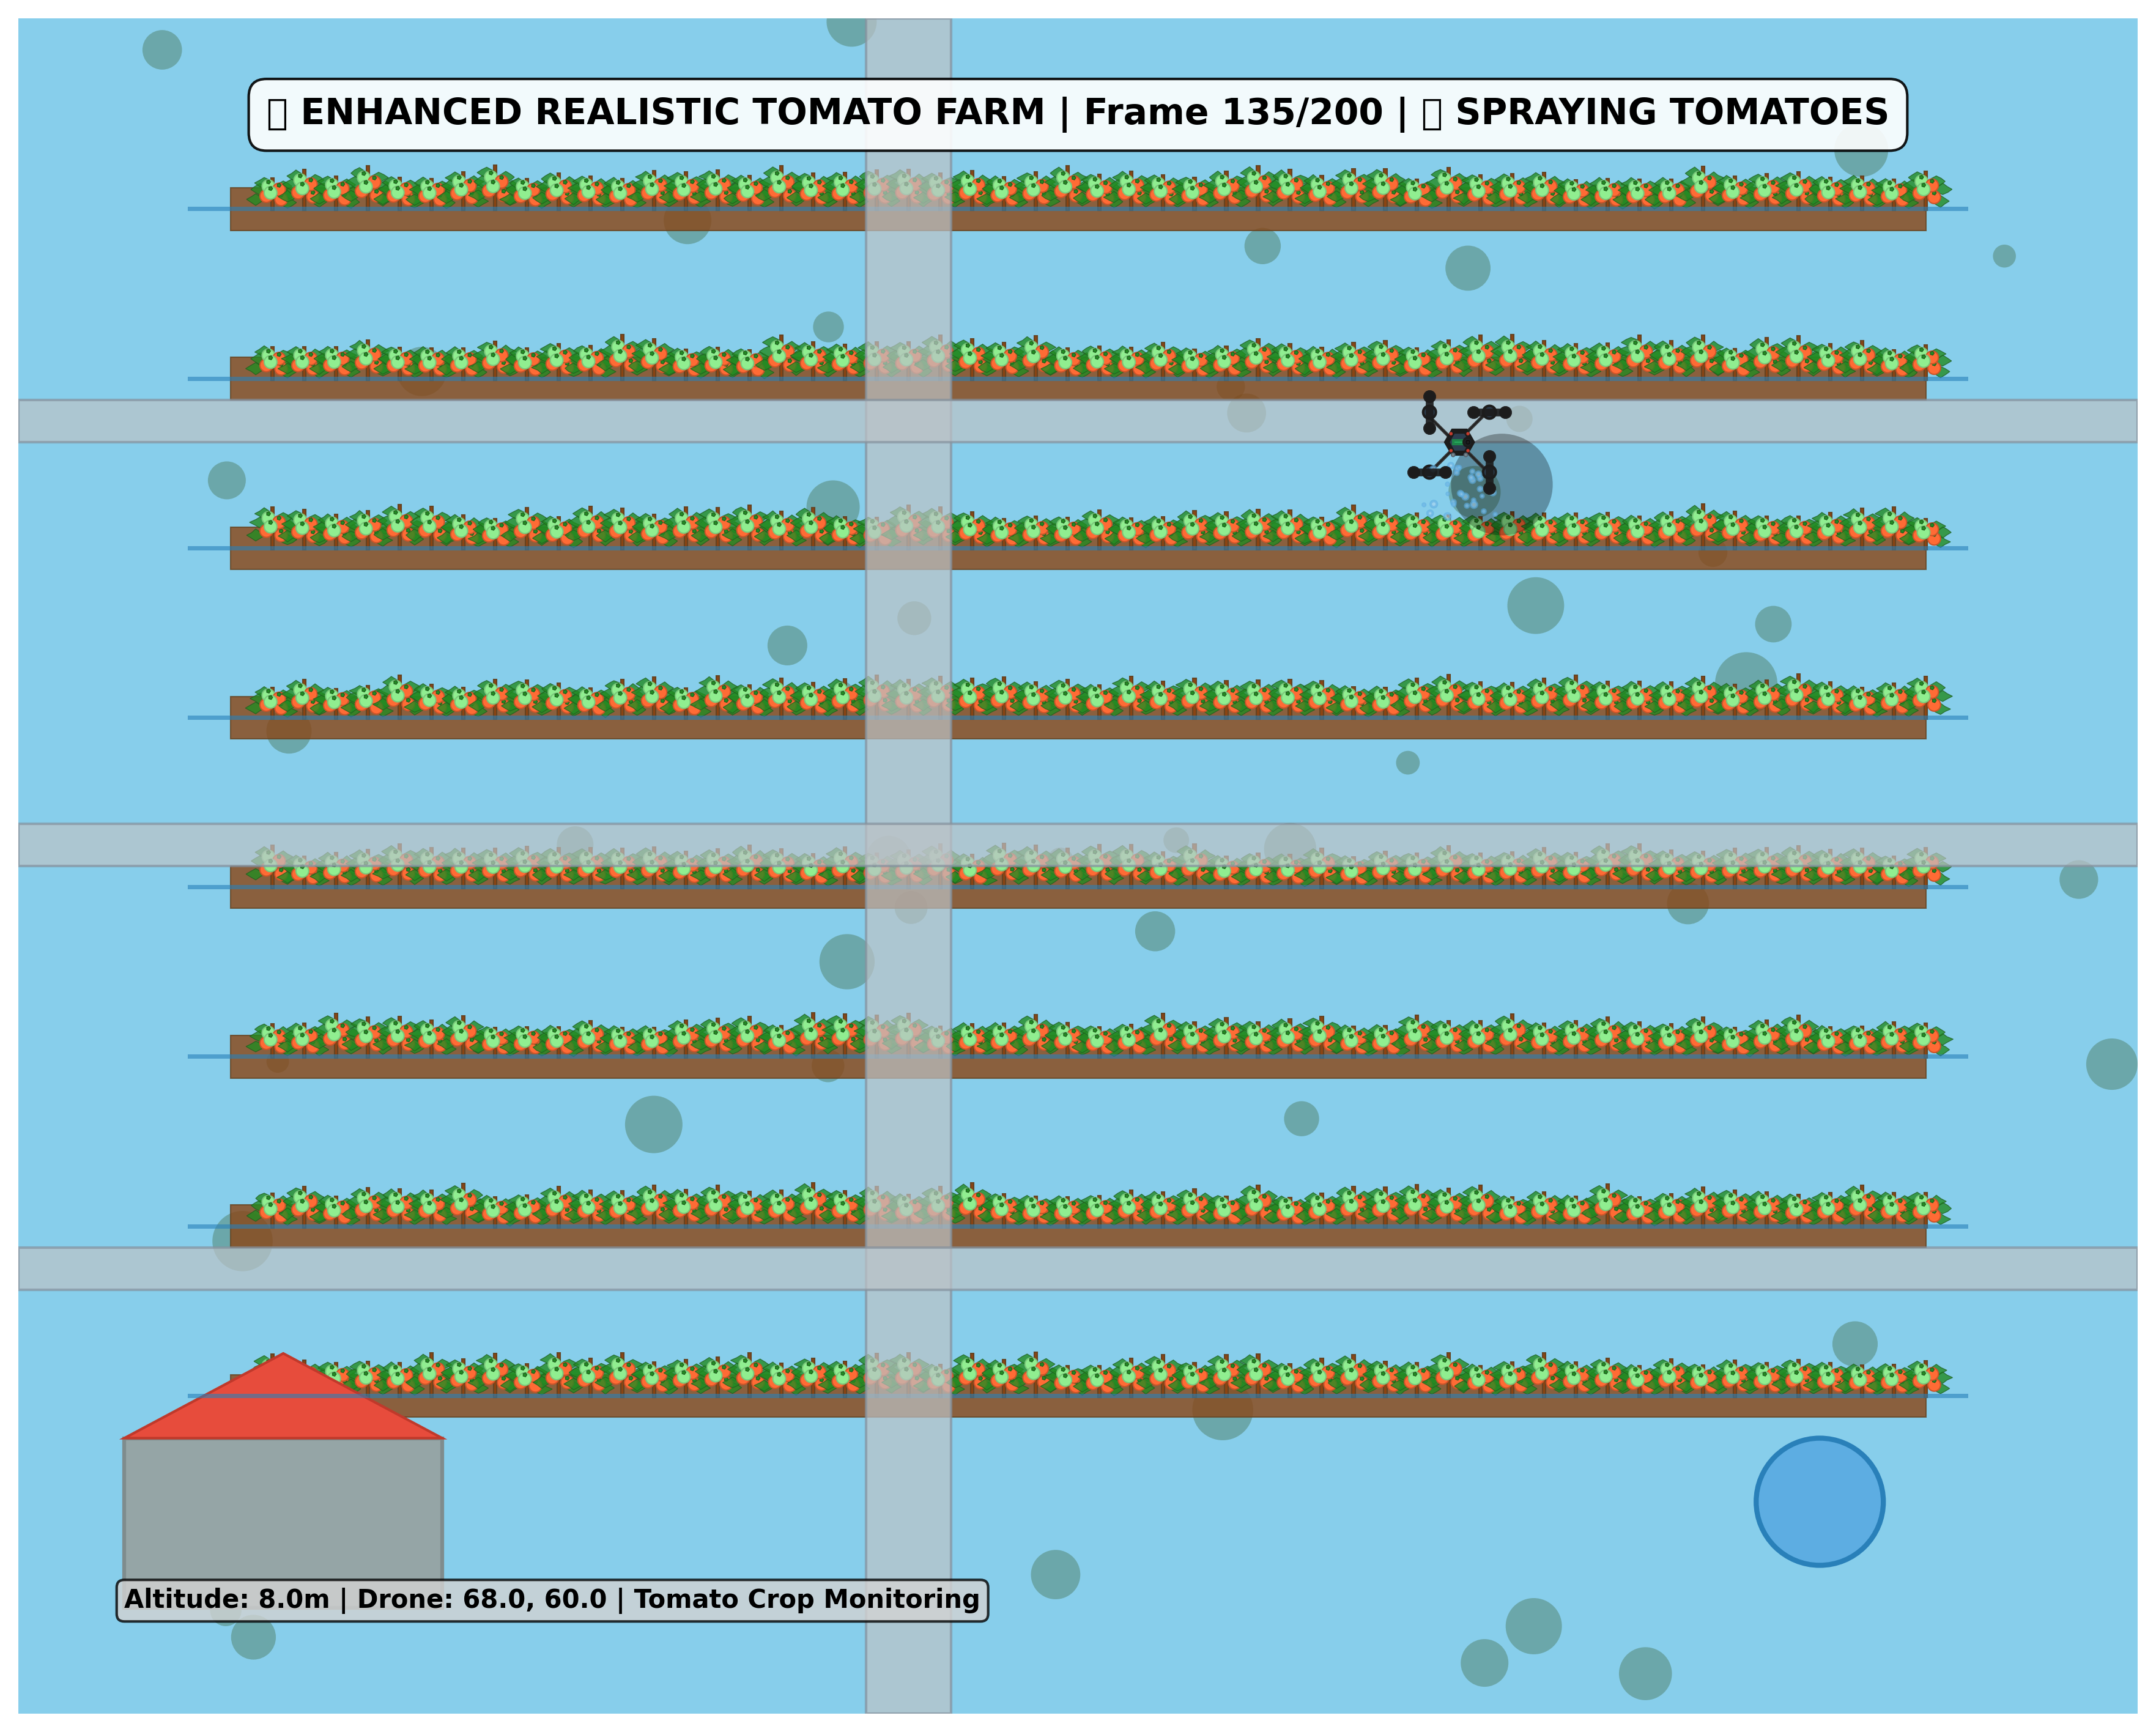 ▯ ENHANCED REALISTIC TOMATO FARM | Frame 135/200 | ▯ SPRAYING TOMATOES
Altitude: 8.0m | Drone: 68.0, 60.0 | Tomato Crop Monitoring